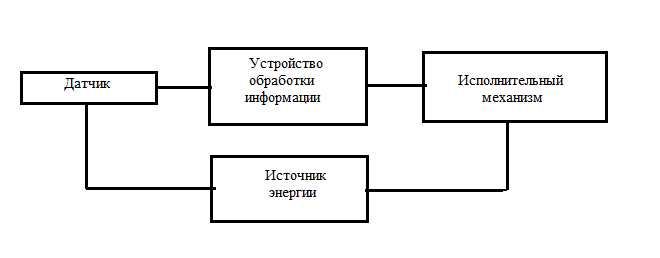 Датчик
Устройство
обработки
информации
Исполнительный
механизм
Источник
энергии